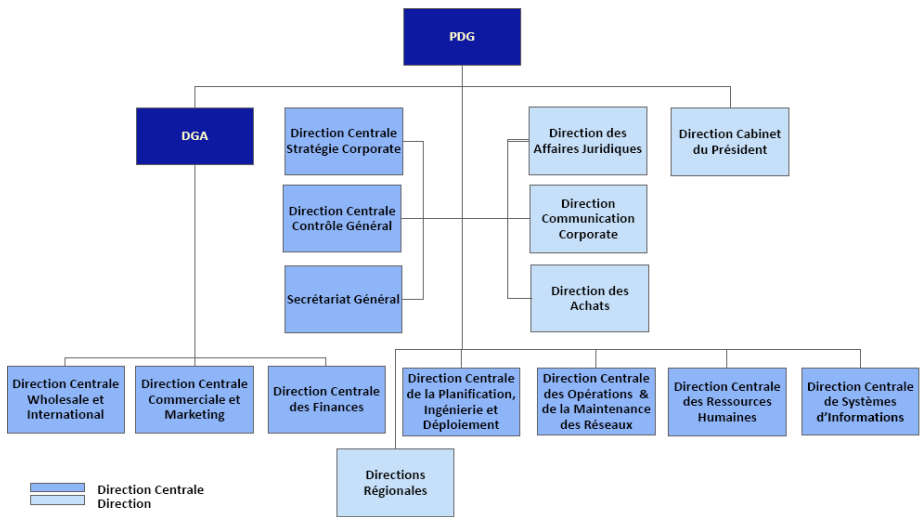 PDG
DGA
Direction Centrale
Stratégie Corporate
Direction des
Affaires Juridiques
Direction Cabinet
du Président
Direction Centrale
Contrôle Général
Direction
Communication
Corporate
Secrétariat Général
Direction des
Achats
Direction Centrale
Wholesale et
International
Direction Centrale
Commerciale et
Marketing
Direction Centrale
des Finances
Direction Centrale
de la Planification,
Ingénierie et
Déploiement
Direction Centrale
des Opérations &
de la Maintenance
des Réseaux
Direction Centrale
des Ressources
Humaines
Direction Centrale
de Systèmes
d’Informations
Directions
Régionales
Direction Centrale
Direction